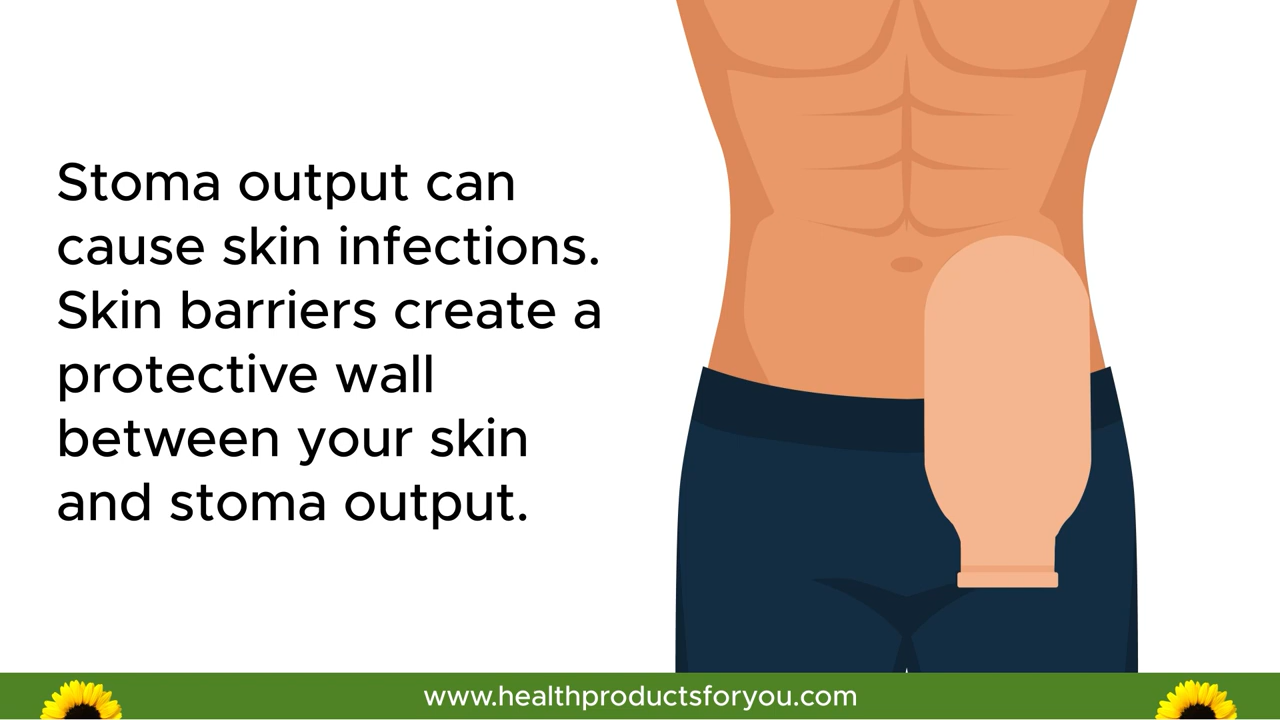 Stoma output can
cause skin infections.
Skin barriers create a
protective wall
between your skin
and stoma output.
www.healthproductsforyou.com